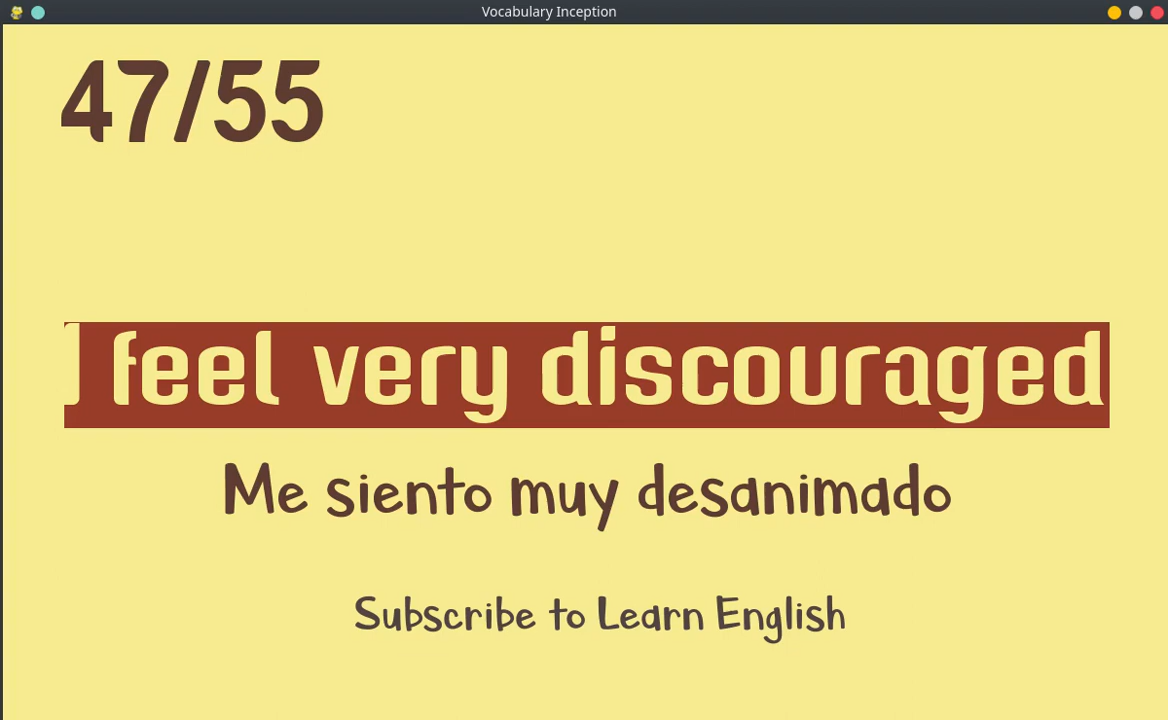 Vocabulary Inception
47/55
I feel very discouraged
Me siento muy desanimado
Subscribe to Learn English